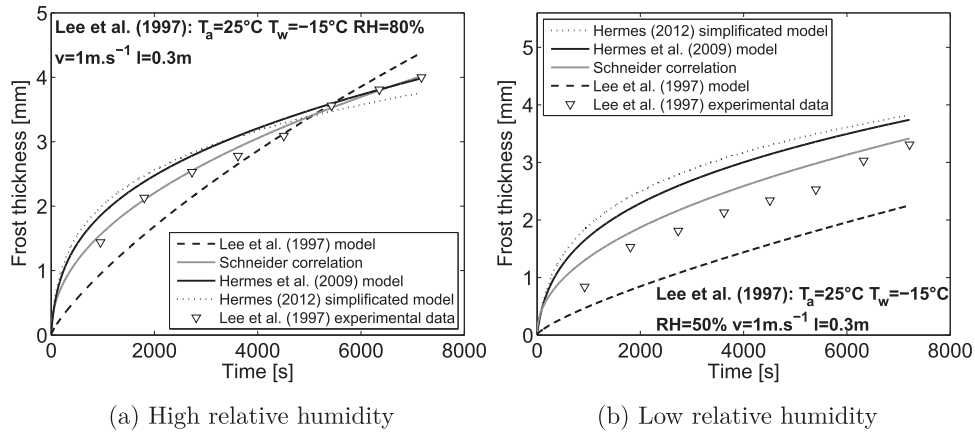 Lee et al. (1997): Ta=25°C Tw=−15°C RH=80%
v=1m.s−1 l=0.3m
Frost thickness [mm]
5
4
3
2
1
0
Lee et al. (1997) model
Schneider correlation
Hermes et al. (2009) model
Hermes (2012) simplificated model
Lee et al. (1997) experimental data
0 2000 4000 6000 8000
Time [s]
(a) High relative humidity
Hermes (2012) simplificated model
Hermes et al. (2009) model
Schneider correlation
Lee et al. (1997) model
Lee et al. (1997) experimental data
Frost thickness [mm]
5
4
3
2
1
0
Lee et al. (1997): Ta=25°C Tw=−15°C
RH=50% v=1m.s−1 l=0.3m
0 2000 4000 6000 8000
Time [s]
(b) Low relative humidity